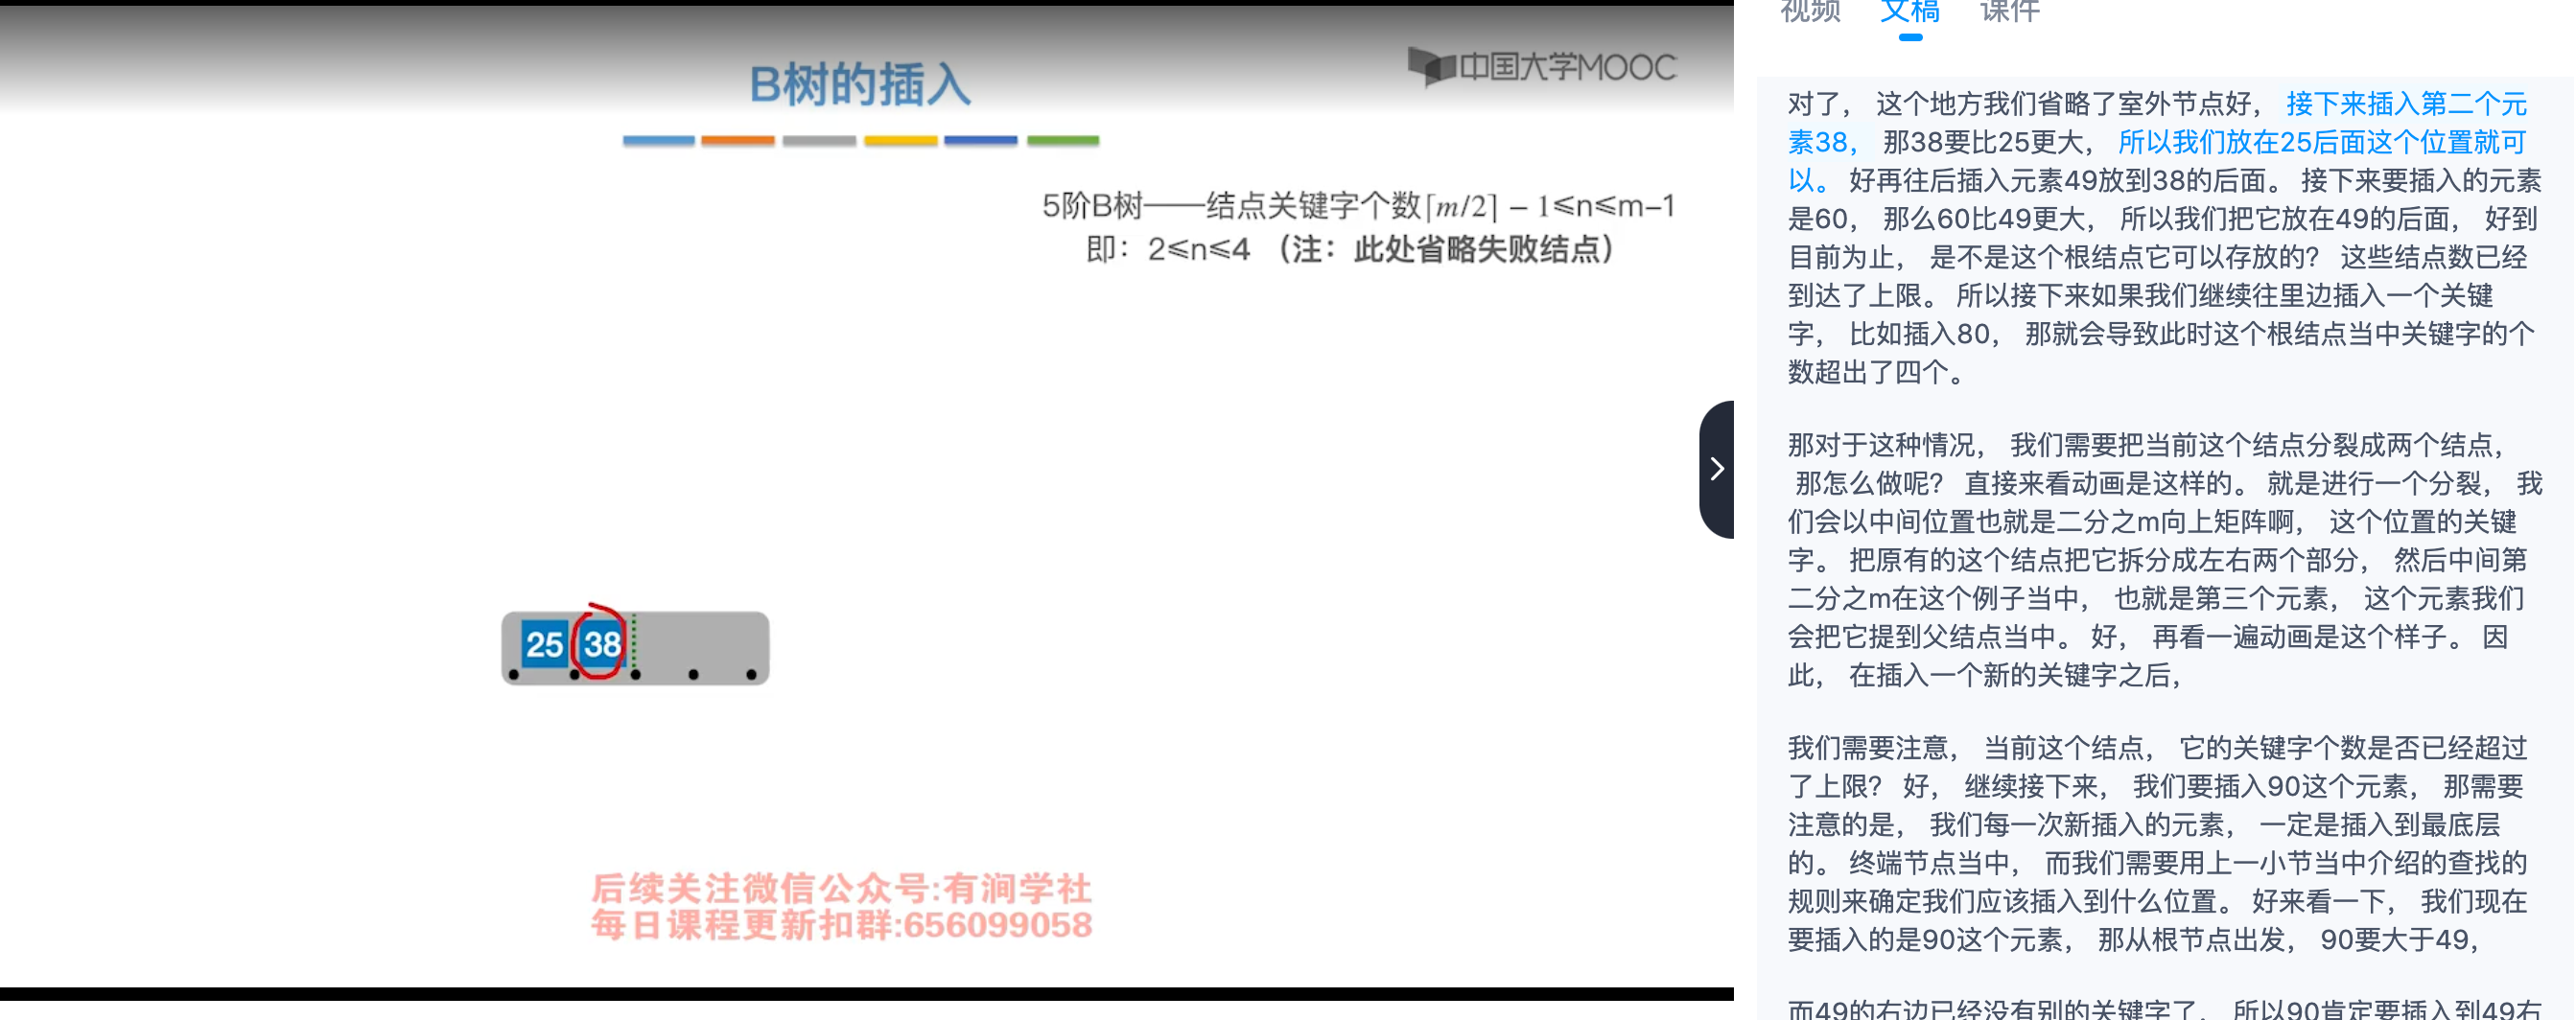 B树的插入
中国大学MOOC
5阶B树——结点关键字个数⌈m/2⌉ – 1≤n≤m–1
即：2≤n≤4 （注：此处省略失败结点）
25 38
后续关注微信公众号:有涧学社
每日课程更新扣群:656099058
视频 文稿 课件
对了， 这个地方我们省略了室外节点好， 接下来插入第二个元
素38， 那38要比25更大， 所以我们放在25后面这个位置就可
以。 好再往后插入元素49放到38的后面。 接下来要插入的元素
是60， 那么60比49更大， 所以我们把它放在49的后面， 好到
目前为止， 是不是这个根结点它可以存放的？ 这些结点数已经
到达了上限。 所以接下来如果我们继续往里边插入一个关键
字， 比如插入80， 那就会导致此时这个根结点当中关键字的个
数超出了四个。
那对于这种情况， 我们需要把当前这个结点分裂成两个结点，
那怎么做呢？ 直接来看动画是这样的。 就是进行一个分裂， 我
们会以中间位置也就是二分之m向上矩阵啊， 这个位置的关键
字。 把原有的这个结点把它拆分成左右两个部分， 然后中间第
二分之m在这个例子当中， 也就是第三个元素， 这个元素我们
会把它提到父结点当中。 好， 再看一遍动画是这个样子。 因
此， 在插入一个新的关键字之后，
我们需要注意， 当前这个结点， 它的关键字个数是否已经超过
了上限？ 好， 继续接下来， 我们要插入90这个元素， 那需要
注意的是， 我们每一次新插入的元素， 一定是插入到最底层
的。 终端节点当中， 而我们需要用上一小节当中介绍的查找的
规则来确定我们应该插入到什么位置。 好来看一下， 我们现在
要插入的是90这个元素， 那从根节点出发， 90要大于49，
而49的右边已经没有别的关键字了， 所以90肯定要插入到49右